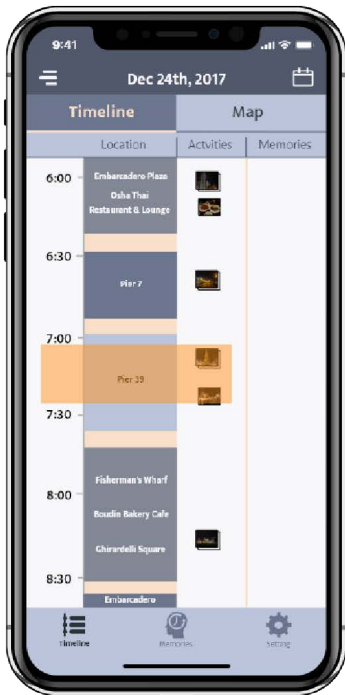 9:41
Dec 24th, 2017
Timeline Map
Location Actvities Memories
6:00 Embarcadero Plaza
Osha Thai
Restaurant & Lounge
6:30
Pier 7
7:00
Pier 39
7:30
Fisherman's Wharf
8:00
Boudin Bakery Cafe
Ghirardelli Square
8:30
Embarcadero
Timeline Memories Setting